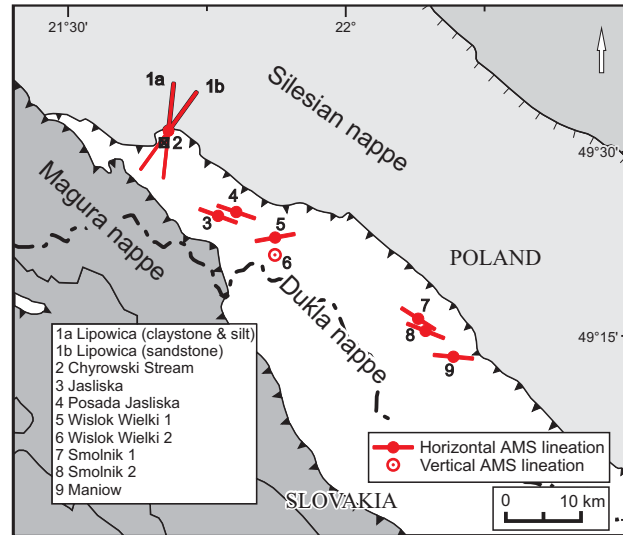 21°30'
22°
1a
1b
Silesian nappe
49°30'
2
Magura nappe
4
3
5
POLAND
6
Dukla nappe
7
8
49°15'
9
1a Lipowica (claystone & silt)
1b Lipowica (sandstone)
2 Chyrowski Stream
3 Jasliska
4 Posada Jasliska
5 Wislok Wielki 1
6 Wislok Wielki 2
7 Smolnik 1
8 Smolnik 2
9 Maniow
Horizontal AMS lineation
Vertical AMS lineation
SLOVAKIA
0 10 km